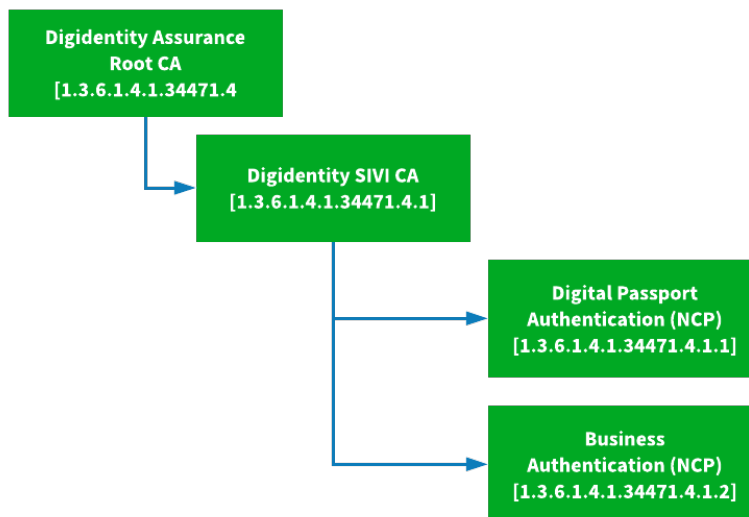 Digidentity Assurance
Root CA
[1.3.6.1.4.1.34471.4
Digidentity SIVI CA
[1.3.6.1.4.1.34471.4.1]
Digital Passport
Authentication (NCP)
[1.3.6.1.4.1.34471.4.1.1]
Business
Authentication (NCP)
[1.3.6.1.4.1.34471.4.1.2]